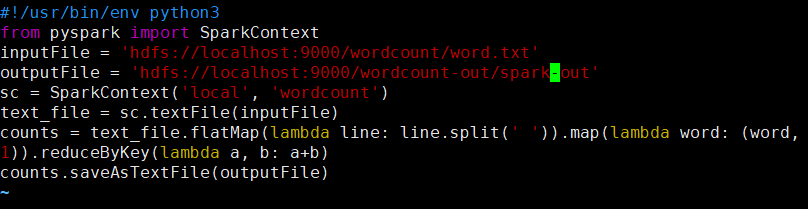 #!/usr/bin/env python3
from pyspark import SparkContext
inputFile = 'hdfs://localhost:9000/wordcount/word.txt'
outputFile = 'hdfs://localhost:9000/wordcount-out/spark-out'
sc = SparkContext('local', 'wordcount')
text_file = sc.textFile(inputFile)
counts = text_file.flatMap(lambda line: line.split(' ')).map(lambda word: (word,
1)).reduceByKey(lambda a, b: a+b)
counts.saveAsTextFile(outputFile)
~